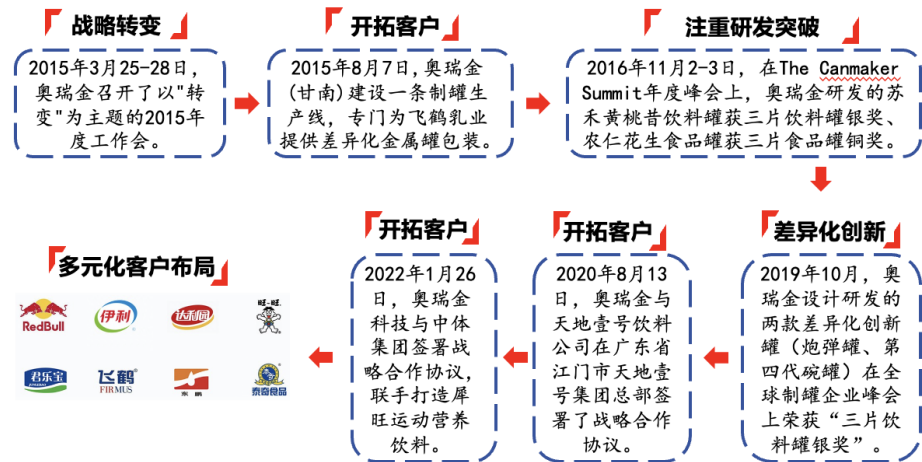 战略转变
2015年3月25-28日，
奥瑞金召开了以"转
变"为主题的2015年
度工作会。
开拓客户
2015年8月7日,奥瑞金
(甘南)建设一条制罐生
产线，专门为飞鹤乳业
提供差异化金属罐包装。
注重研发突破
2016年11月2-3日，在The Canmaker
Summit年度峰会上，奥瑞金研发的苏
禾黄桃昔饮料罐获三片饮料罐银奖、
农仁花生食品罐获三片食品罐铜奖。
差异化创新
2019年10月，奥
瑞金设计研发的
两款差异化创新
罐（炮弹罐、第
四代碗罐）在全
球制罐企业峰会
上荣获“三片饮
料罐银奖”。
开拓客户
2020年8月13
日，奥瑞金与
天地壹号饮料
公司在广东省
江门市天地壹
号集团总部签
署了战略合作
协议。
开拓客户
2022年1月26
日，奥瑞金
科技与中体
集团签署战
略合作协议，
联手打造犀
旺运动营养
饮料。
多元化客户布局
RedBull
伊利
达利园
旺-旺
君乐宝
飞鹤
FIRMUS
东鹏
泰奇食品